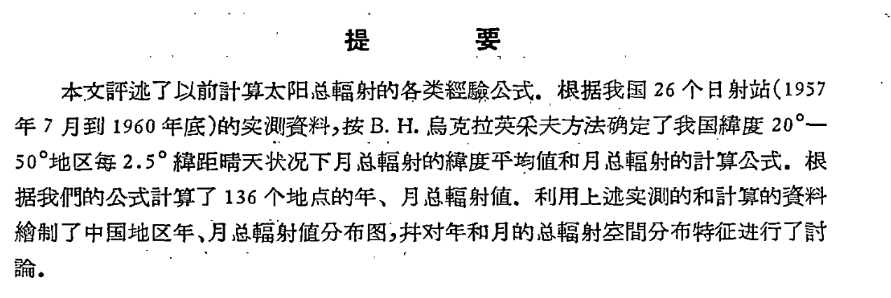 提 要
本文評述了以前計算太阳总輻射的各类經驗公式．根据我国 26 个日射站(1957
年 7 月到 1960 年底)的实測資料,按 B. H. 烏克拉英采夫方法确定了我国緯度 20°—
50°地区每 2.5° 緯距晴天状况下月总輻射的緯度平均值和月总輻射的計算公式．根
据我們的公式計算了 136 个地点的年、月总輻射值．利用上述实測的和計算的資料
繪制了中国地区年、月总輻射值分布图,并对年和月的总輻射空間分布特征进行了討
論．